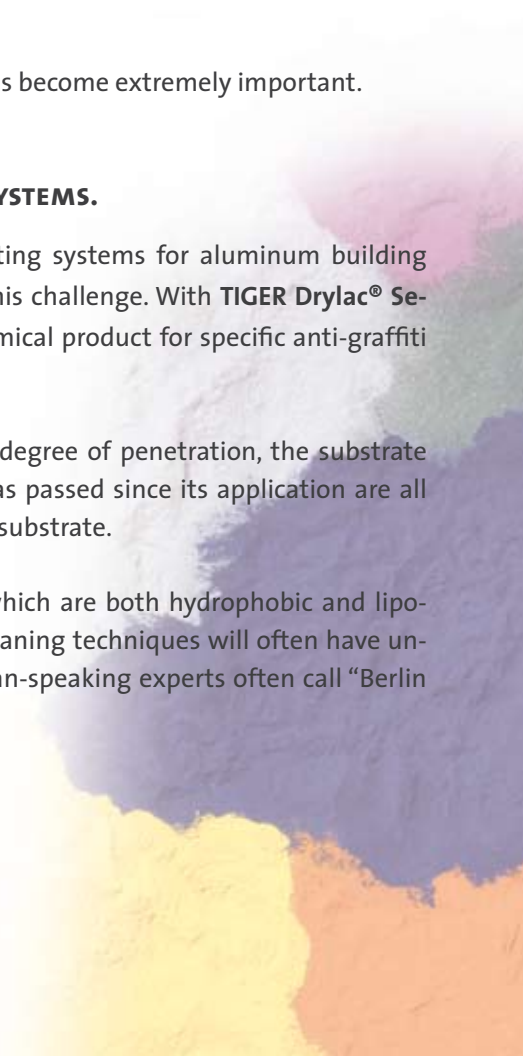 s become extremely important.
YSTEMS.
ting systems for aluminum building
his challenge. With TIGER Drylac® Se-
mical product for specific anti-graffiti
degree of penetration, the substrate
as passed since its application are all
substrate.
which are both hydrophobic and lipo-
eaning techniques will often have un-
an-speaking experts often call “Berlin